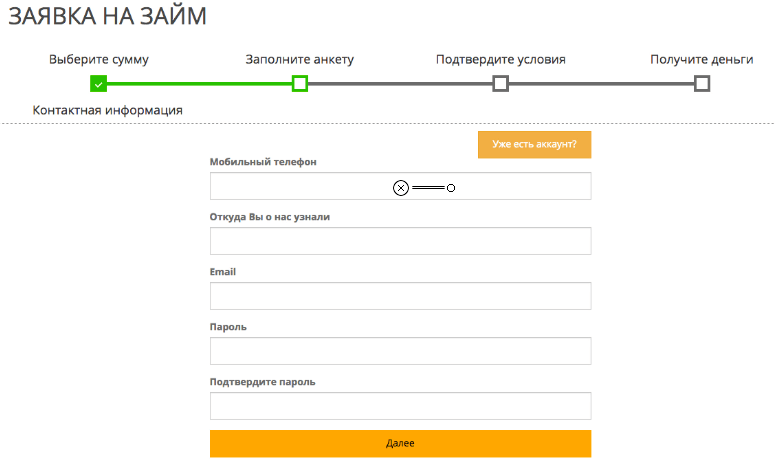 ЗАЯВКА НА ЗАЙМ
Выберите сумму Заполните анкету Подтвердите условия Получите деньги
Контактная информация
Уже есть аккаунт?
Мобильный телефон
Откуда Вы о нас узнали
Email
Пароль
Подтвердите пароль
Далее